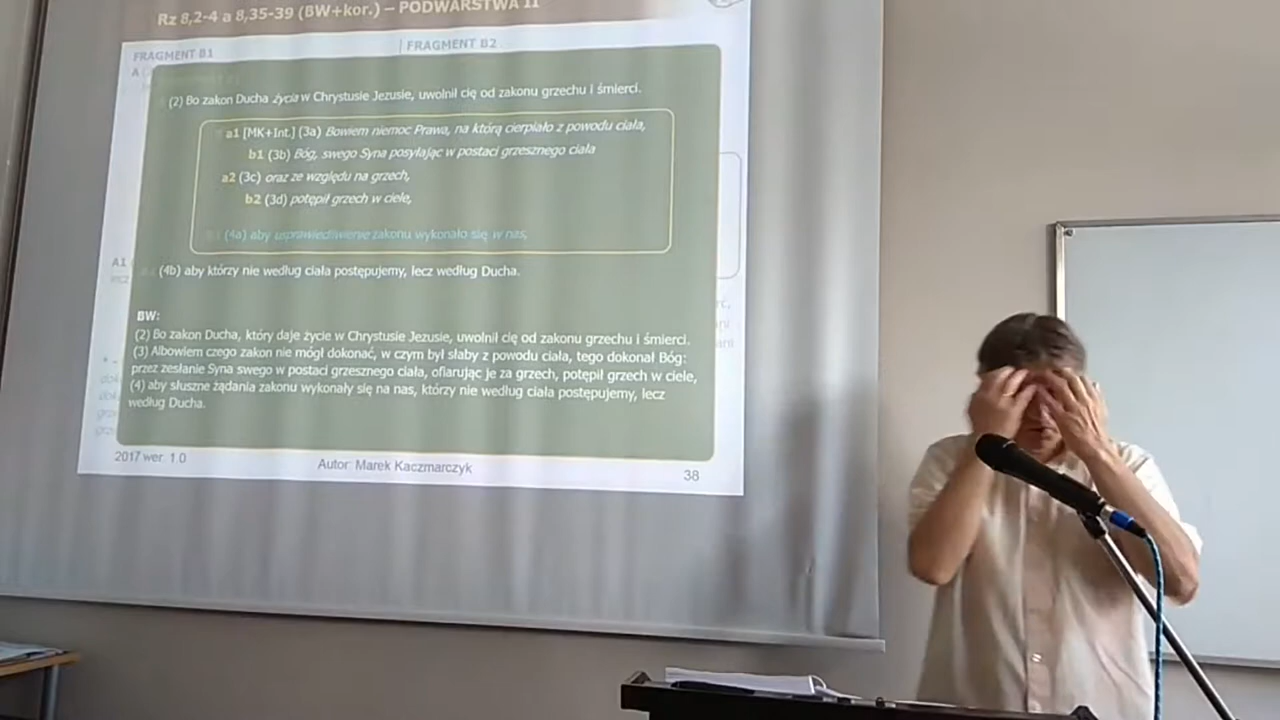 Rz 8,2-4 a 8,35-39 (BW+kor.) – PODWARSTWA II
FRAGMENT B1
FRAGMENT B2
A
(2) Bo zakon Ducha życia w Chrystusie Jezusie, uwolnił cię od zakonu grzechu i śmierci.
a1 [MK+Int.] (3a) Bowiem niemoc Prawa, na którą cierpiało z powodu ciała,
b1 (3b) Bóg, swego Syna posyłając w postaci grzesznego ciała
a2 (3c) oraz ze względu na grzech,
b2 (3d) potępił grzech w ciele,
(4a) aby usprawiedliwienie zakonu wykonało się w nas,
A1
(4b) aby którzy nie według ciała postępujemy, lecz według Ducha.
BW:
(2) Bo zakon Ducha, który daje życie w Chrystusie Jezusie, uwolnił cię od zakonu grzechu i śmierci.
(3) Albowiem czego zakon nie mógł dokonać, w czym był słaby z powodu ciała, tego dokonał Bóg:
przez zesłanie Syna swego w postaci grzesznego ciała, ofiarując je za grzech, potępił grzech w ciele,
(4) aby słuszne żądania zakonu wykonały się na nas, którzy nie według ciała postępujemy, lecz
według Ducha.
2017 wer. 1.0
Autor: Marek Kaczmarczyk
38